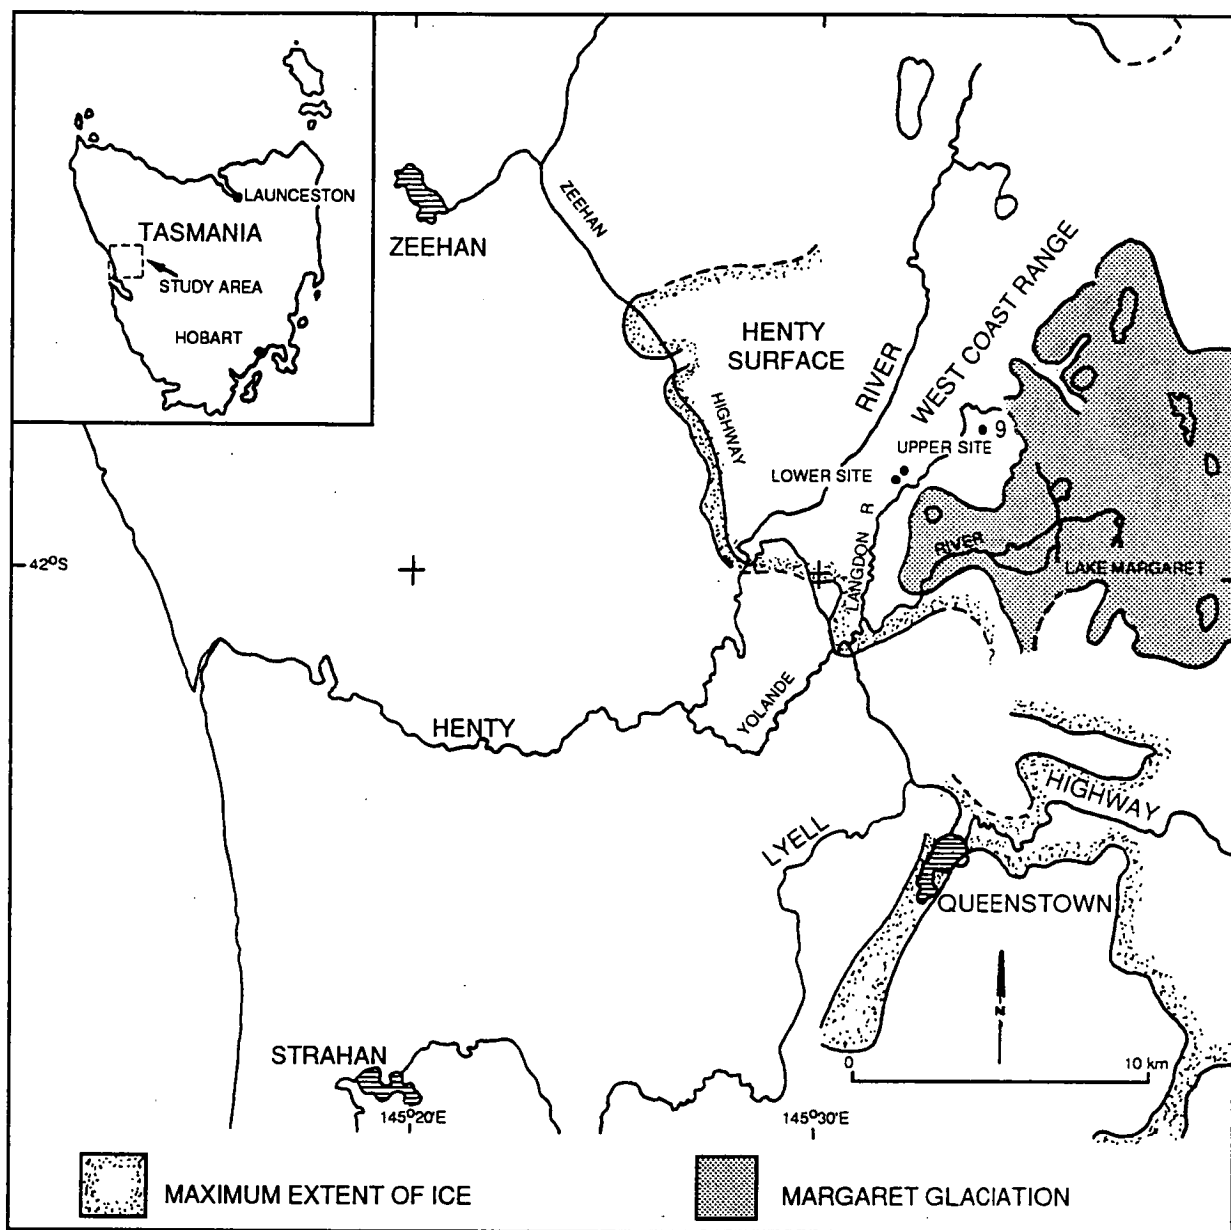 LAUNCESTON
TASMANIA
STUDY AREA
HOBART
ZEEHAN
ZEEHAN
HIGHWAY
HENTY
SURFACE
RIVER
WEST COAST RANGE
9
UPPER SITE
LOWER SITE
LANGDON R
RIVER
LAKE MARGARET
42°S
YOLANDE
HENTY
HIGHWAY
LYELL
QUEENSTOWN
N
0 10 km
STRAHAN
145°20'E
145°30'E
MAXIMUM EXTENT OF ICE
MARGARET GLACIATION